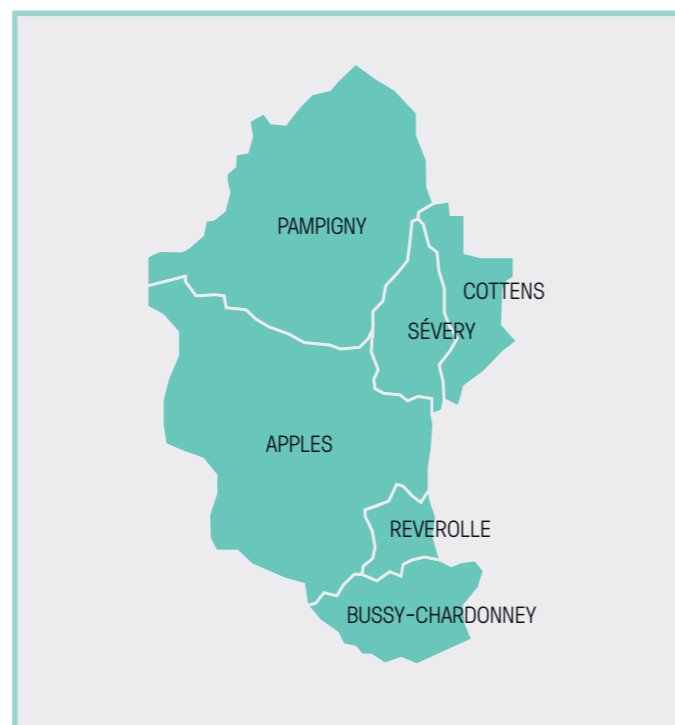 PAMPIGNY
COTTENS
SÉVERY
APPLES
REVEROLLE
BUSSY-CHARDONNEY